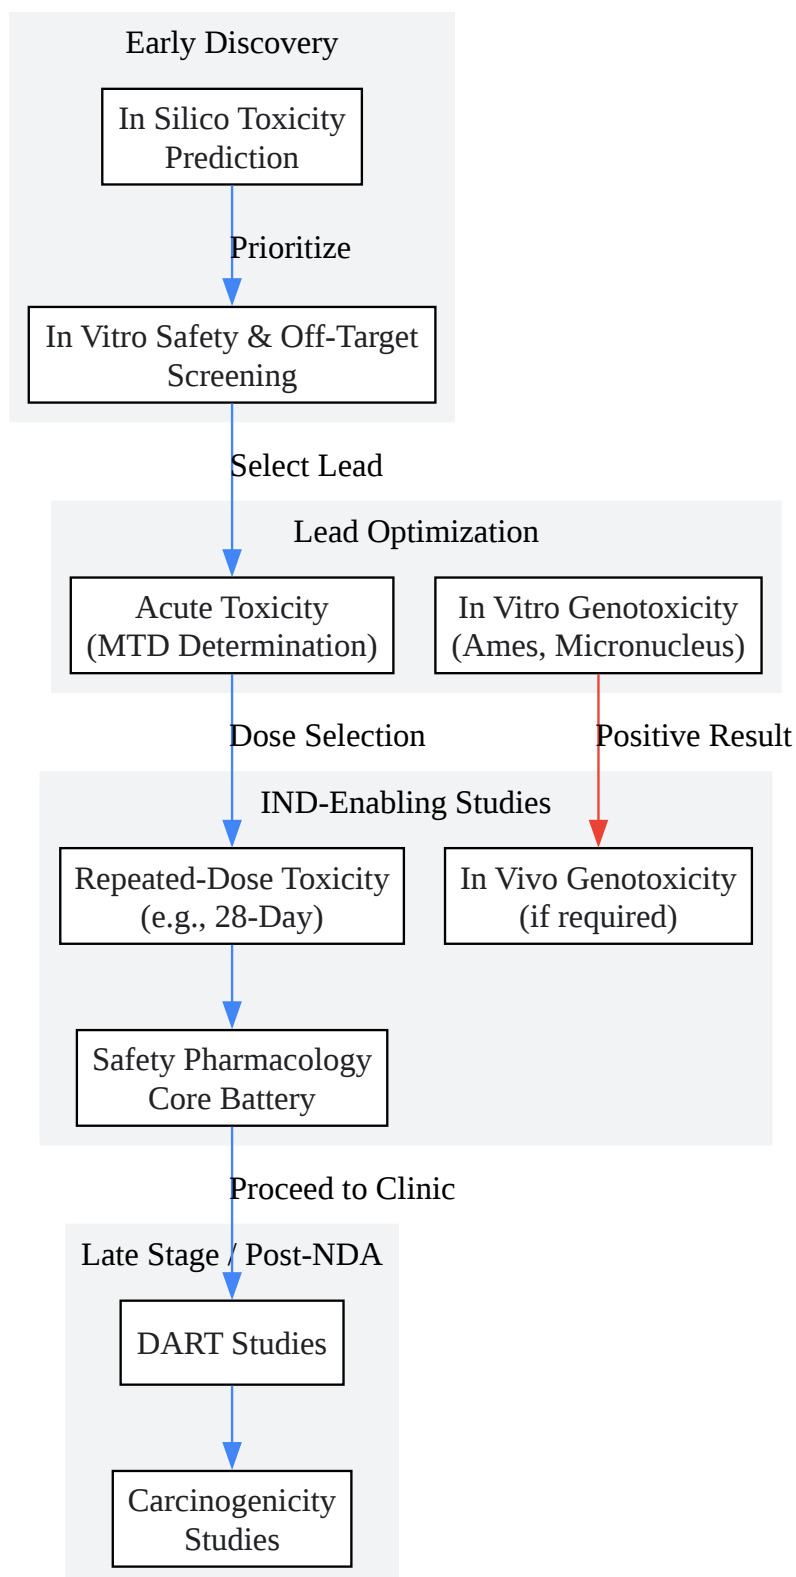 Early Discovery
In Silico Toxicity
Prediction
Prioritize
In Vitro Safety & Off-Target
Screening
Select Lead
Lead Optimization
Acute Toxicity
(MTD Determination)
In Vitro Genotoxicity
(Ames, Micronucleus)
Dose Selection
Positive Result
IND-Enabling Studies
Repeated-Dose Toxicity
(e.g., 28-Day)
In Vivo Genotoxicity
(if required)
Safety Pharmacology
Core Battery
Proceed to Clinic
Late Stage / Post-NDA
DART Studies
Carcinogenicity
Studies